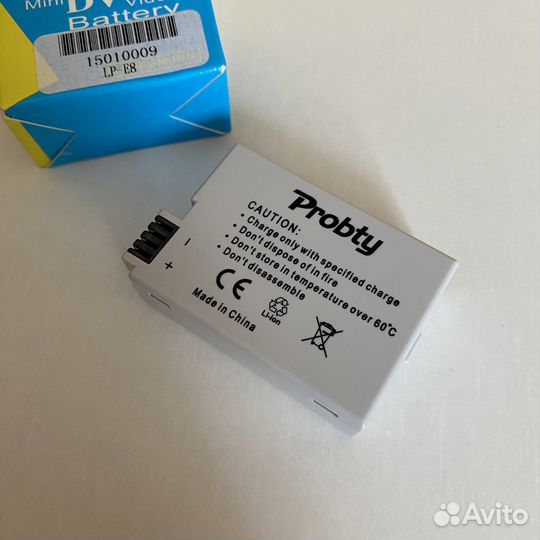 Mini DV Video
Battery
15010009
LP-E8
Probty
CAUTION:
• Charge only with specified charge
• Don't dispose of in fire
• Don't store in temperature over 60°C
• Don't disassemble
CE
Li-ion
Made in China
- +
Avito